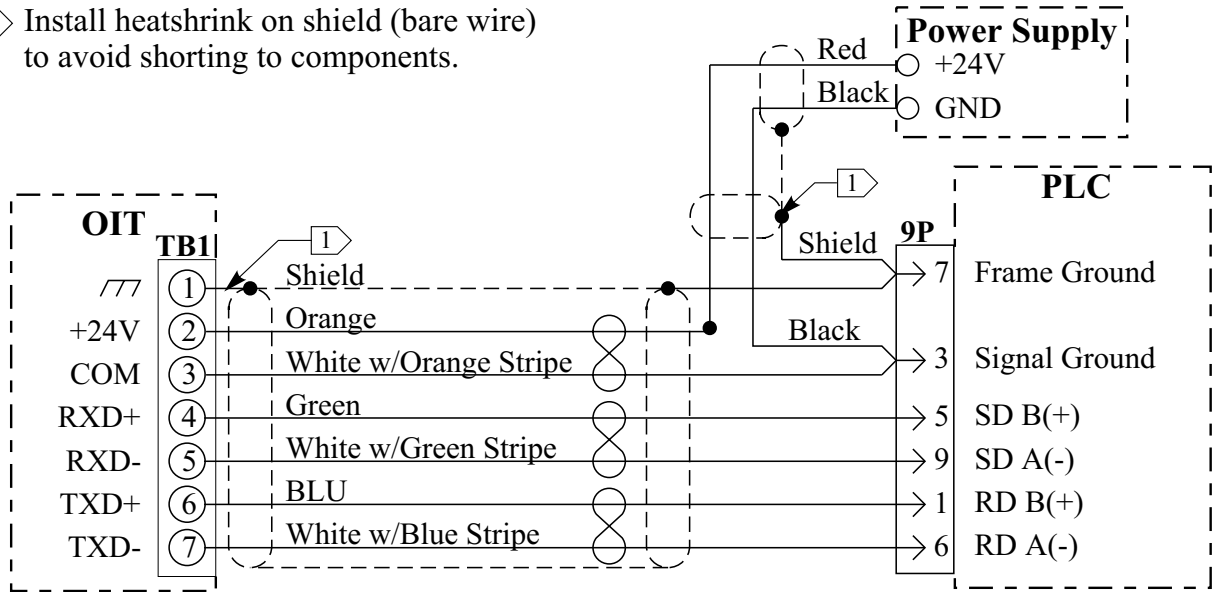 Install heatshrink on shield (bare wire)
to avoid shorting to components.
Power Supply
Red
+24V
Black
GND
PLC
1
OIT
TB1
9P
1
Shield
Shield
1
7
Frame Ground
+24V
2
Orange
Black
COM
3
White w/Orange Stripe
3
Signal Ground
RXD+
4
Green
5
SD B(+)
RXD-
5
White w/Green Stripe
9
SD A(-)
TXD+
6
BLU
1
RD B(+)
TXD-
7
White w/Blue Stripe
6
RD A(-)